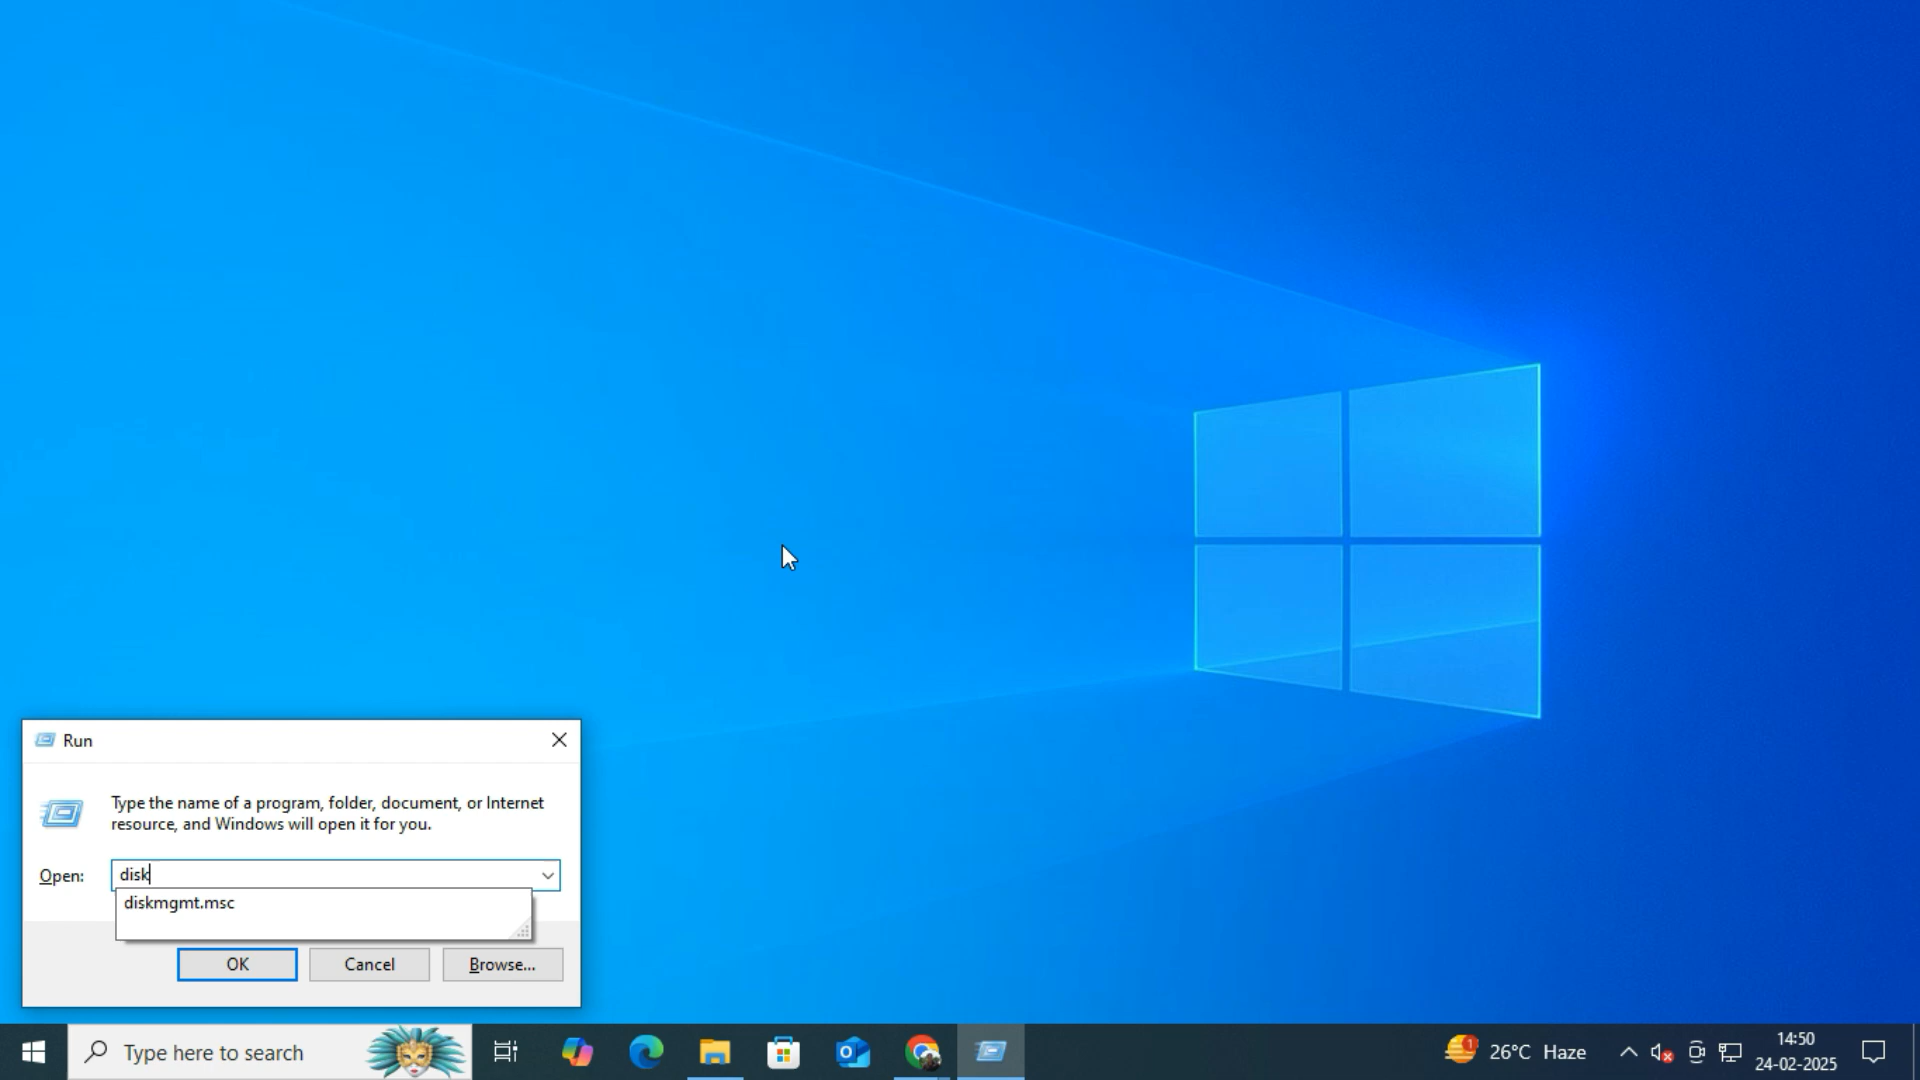 Run
Type the name of a program, folder, document, or Internet
resource, and Windows will open it for you.
Open: disk
diskmgmt.msc
OK Cancel Browse...
Type here to search
1
26°C Haze
14:50
24-02-2025